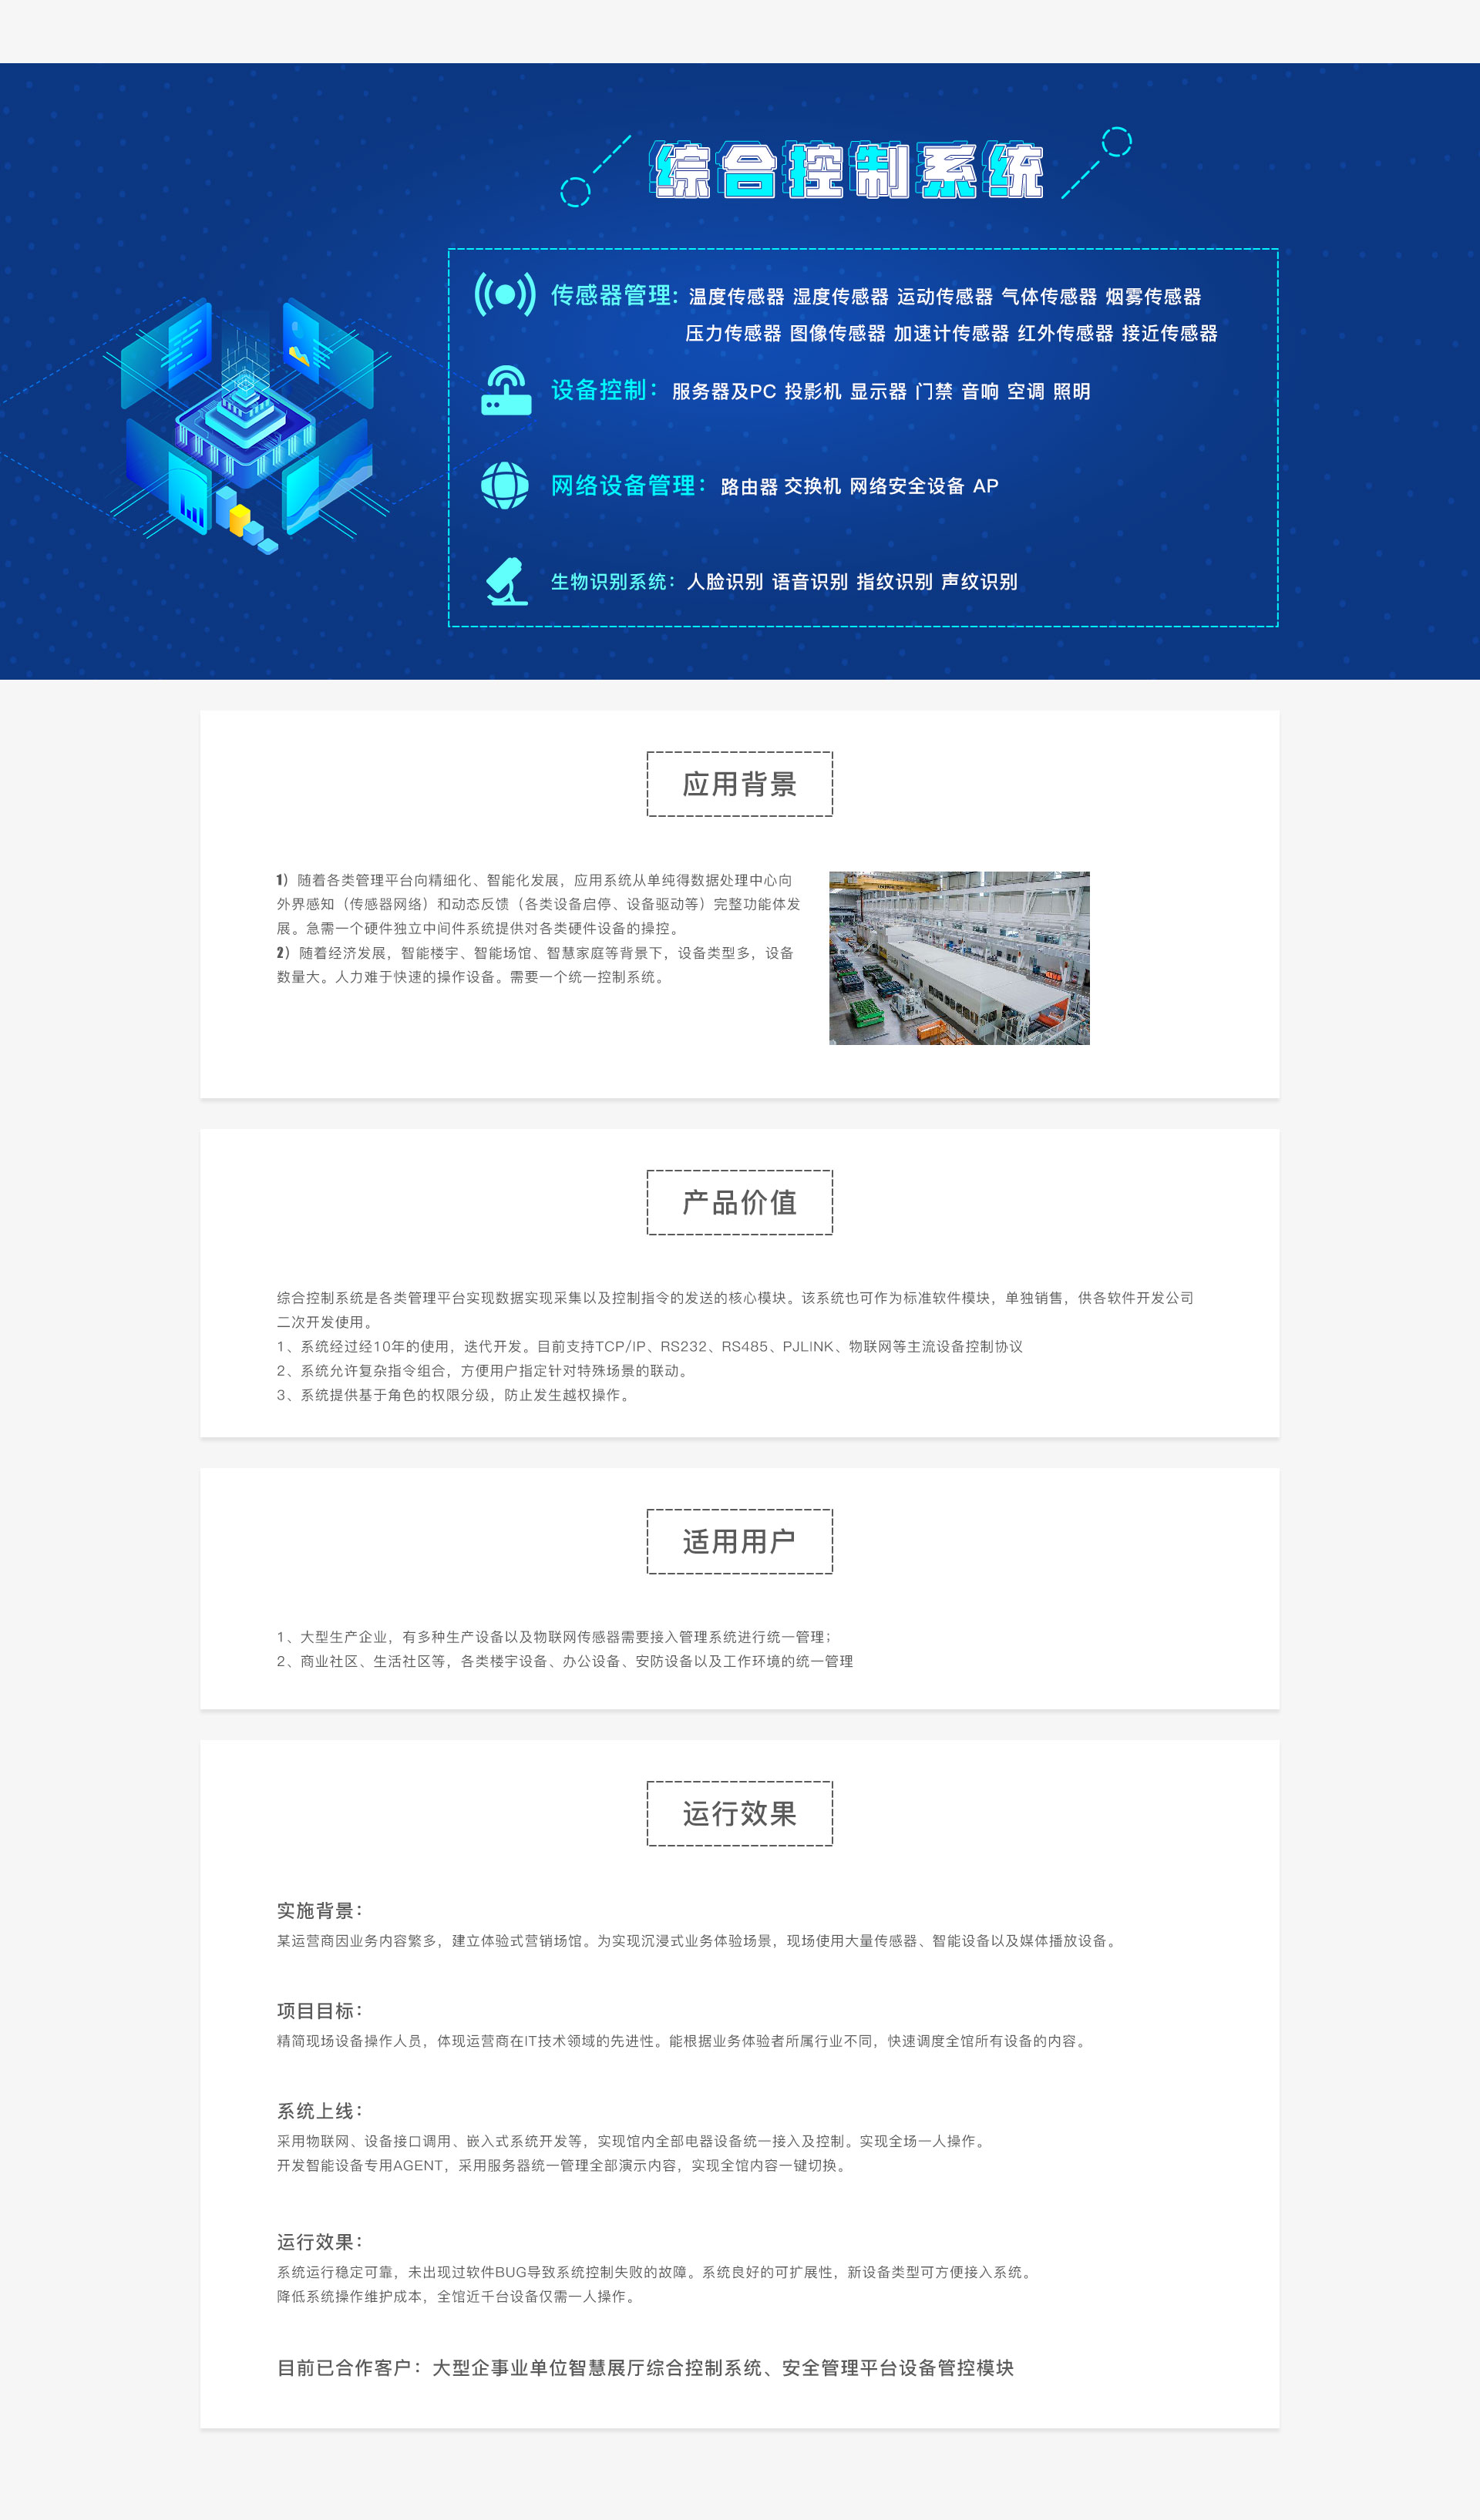 综合控制系统
传感器管理：温度传感器 湿度传感器 运动传感器 气体传感器 烟雾传感器
压力传感器 图像传感器 加速计传感器 红外传感器 接近传感器
设备控制：服务器及PC 投影机 显示器 门禁 音响 空调 照明
网络设备管理：路由器 交换机 网络安全设备 AP
生物识别系统：人脸识别 语音识别 指纹识别 声纹识别
应用背景
1）随着各类管理平台向精细化、智能化发展，应用系统从单纯得数据处理中心向
外界感知（传感器网络）和动态反馈（各类设备启停、设备驱动等）完整功能体发
展。急需一个硬件独立中间件系统提供对各类硬件设备的操控。
2）随着经济发展，智能楼宇、智能场馆、智慧家庭等背景下，设备类型多，设备
数量大。人力难于快速的操作设备。需要一个统一控制系统。
产品价值
综合控制系统是各类管理平台实现数据实现采集以及控制指令的发送的核心模块。该系统也可作为标准软件模块，单独销售，供各软件开发公司
二次开发使用。
1、系统经过经10年的使用，迭代开发。目前支持TCP/IP、RS232、RS485、PJLINK、物联网等主流设备控制协议
2、系统允许复杂指令组合，方便用户指定针对特殊场景的联动。
3、系统提供基于角色的权限分级，防止发生越权操作。
适用用户
1、大型生产企业，有多种生产设备以及物联网传感器需要接入管理系统进行统一管理；
2、商业社区、生活社区等，各类楼宇设备、办公设备、安防设备以及工作环境的统一管理
运行效果
实施背景：
某运营商因业务内容繁多，建立体验式营销场馆。为实现沉浸式业务体验场景，现场使用大量传感器、智能设备以及媒体播放设备。
项目目标：
精简现场设备操作人员，体现运营商在IT技术领域的先进性。能根据业务体验者所属行业不同，快速调度全馆所有设备的内容。
系统上线：
采用物联网、设备接口调用、嵌入式系统开发等，实现馆内全部电器设备统一接入及控制。实现全场一人操作。
开发智能设备专用AGENT，采用服务器统一管理全部演示内容，实现全馆内容一键切换。
运行效果：
系统运行稳定可靠，未出现过软件BUG导致系统控制失败的故障。系统良好的可扩展性，新设备类型可方便接入系统。
降低系统操作维护成本，全馆近千台设备仅需一人操作。
目前已合作客户：大型企事业单位智慧展厅综合控制系统、安全管理平台设备管控模块